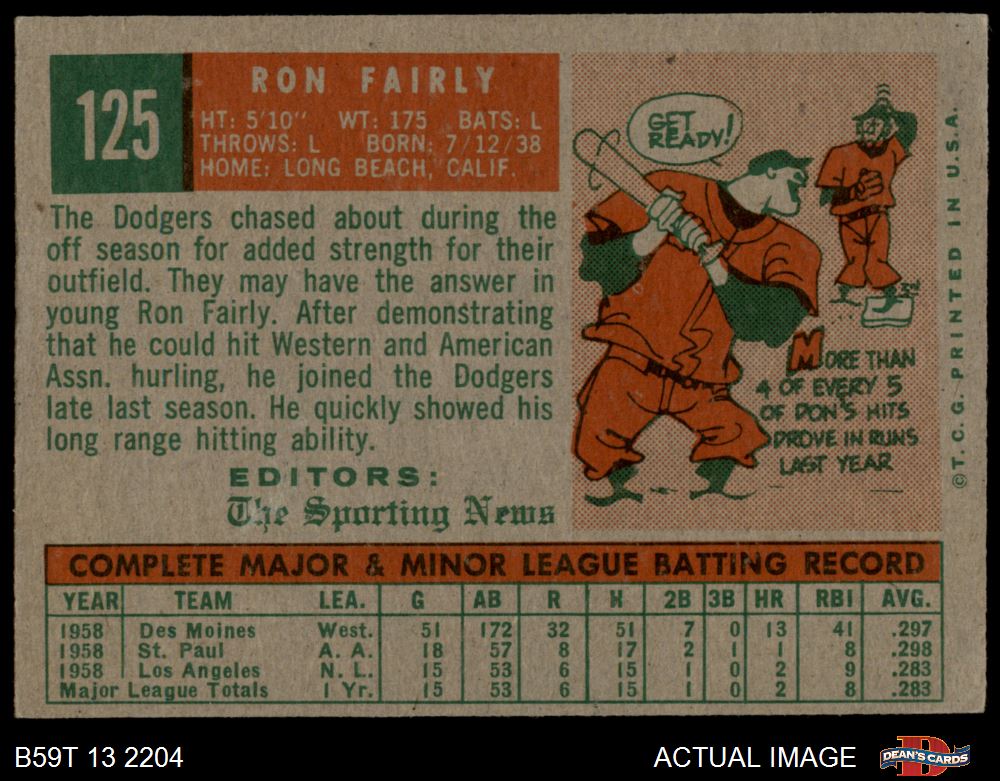 125
RON FAIRLY
HT: 5'10" WT: 175 BATS: L
THROWS: L BORN: 7/12/38
HOME: LONG BEACH, CALIF.
The Dodgers chased about during the
off season for added strength for their
outfield. They may have the answer in
young Ron Fairly. After demonstrating
that he could hit Western and American
Assn. hurling, he joined the Dodgers
late last season. He quickly showed his
long range hitting ability.
EDITORS:
The Sporting News
GET
READY!
3rd
MORE THAN
4 OF EVERY 5
OF RON'S HITS
DROVE IN RUNS
LAST YEAR
© T. C. G. PRINTED IN U.S.A.
COMPLETE MAJOR & MINOR LEAGUE BATTING RECORD
YEAR TEAM LEA. G AB R H 2B 3B HR RBI AVG.
1958 Des Moines West. 51 172 32 51 7 0 13 41 .297
1958 St. Paul A. A. 18 57 8 17 2 1 1 8 .298
1958 Los Angeles N. L. 15 53 6 15 1 0 2 9 .283
Major League Totals 1 Yr. 15 53 6 15 1 0 2 8 .283
B59T 13 2204
ACTUAL IMAGE
DEAN'S CARDS